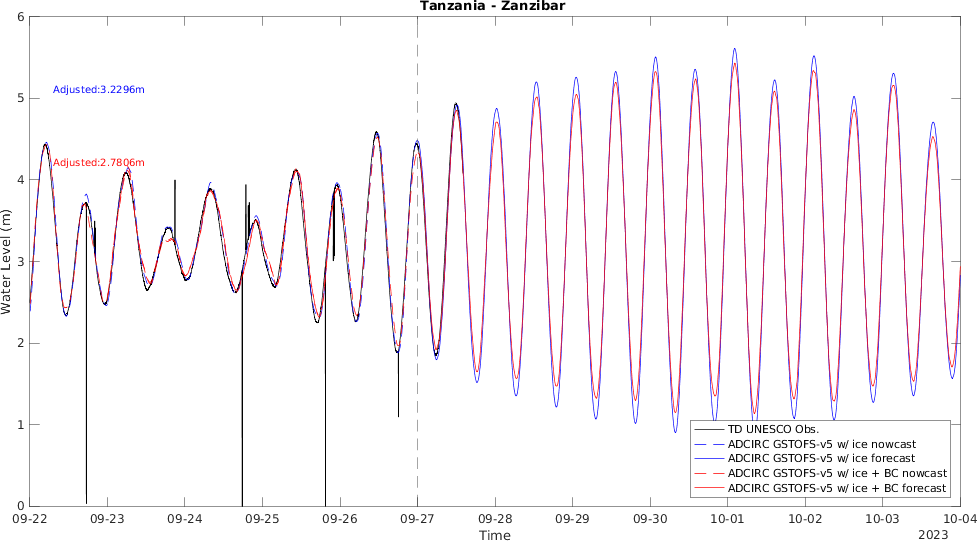 Tanzania - Zanzibar
6
5
4
3
2
1
0
Water Level (m)
Adjusted:3.2296m
Adjusted:2.7806m
TD UNESCO Obs.
ADCIRC GSTOFS-v5 w/ ice nowcast
ADCIRC GSTOFS-v5 w/ ice forecast
ADCIRC GSTOFS-v5 w/ ice + BC nowcast
ADCIRC GSTOFS-v5 w/ ice + BC forecast
09-22 09-23 09-24 09-25 09-26 09-27 09-28 09-29 09-30 10-01 10-02 10-03 10-04
Time
2023